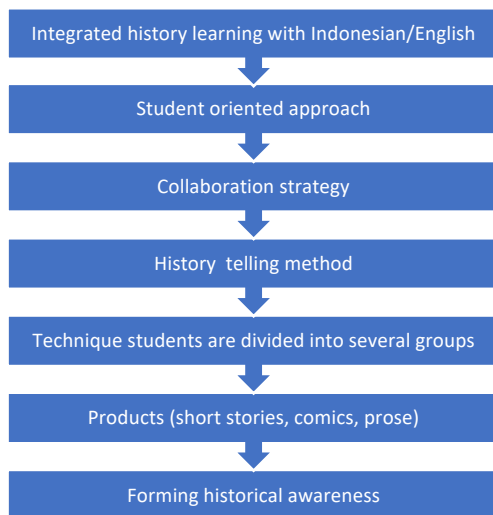 Integrated history learning with Indonesian/English
Student oriented approach
Collaboration strategy
History telling method
Technique students are divided into several groups
Products (short stories, comics, prose)
Forming historical awareness